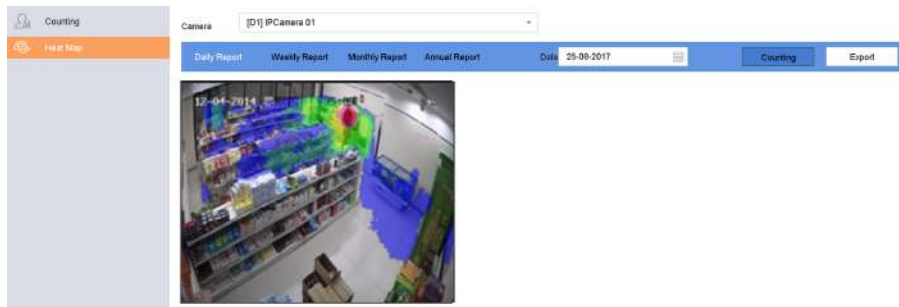 Counting
Heat Map
Camera
[D1] IPCamera 01
Daily Report
Weekly Report
Monthly Report
Annual Report
Date
25-08-2017
Counting
Export
12-04-2014